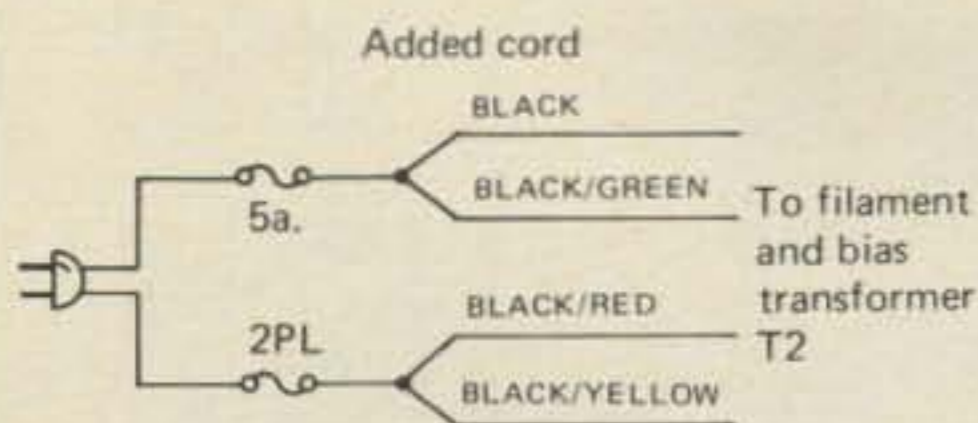 Added cord
BLACK
BLACK/GREEN
5a.
To filament
and bias
transformer
T2
BLACK/RED
2PL
BLACK/YELLOW